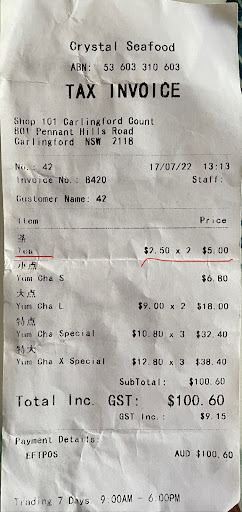 Crystal Seafood
ABN: 53 603 310 603
TAX INVOICE
Shop 101 Carlingford Count
801 Pennant Hills Road
Carlingford NSW 2118
No.: 42 17/07/22 13:13
Invoice No.: 8420 Staff:
Customer Name: 42
Item Price
茶
Tea $2.50 x 2 $5.00
小点
Yum Cha S $6.80
大点
Yum Cha L $9.00 x 2 $18.00
特点
Yum Cha Special $10.80 x 3 $32.40
特大
Yum Cha X Special $12.80 x 3 $38.40
SubTotal: $100.60
Total Inc. GST: $100.60
GST Inc.: $9.15
Payment Details:
EFTPOS AUD $100.60
Trading 7 Days 9:00AM - 6:00PM